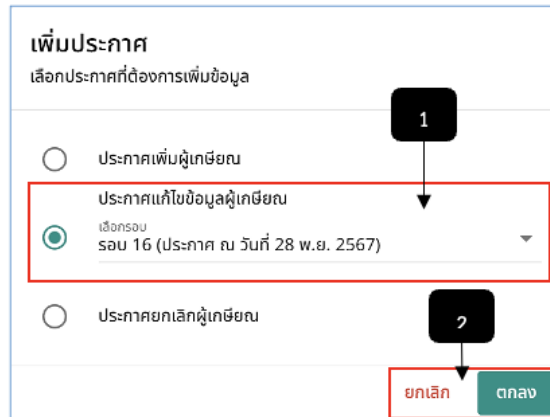 เพิ่มประกาศ
เลือกประกาศที่ต้องการเพิ่มข้อมูล
1
ประกาศเพิ่มผู้เกษียณ
ประกาศแก้ไขข้อมูลผู้เกษียณ
เลือกรอบ
รอบ 16 (ประกาศ ณ วันที่ 28 พ.ย. 2567)
ประกาศยกเลิกผู้เกษียณ
2
ยกเลิก ตกลง